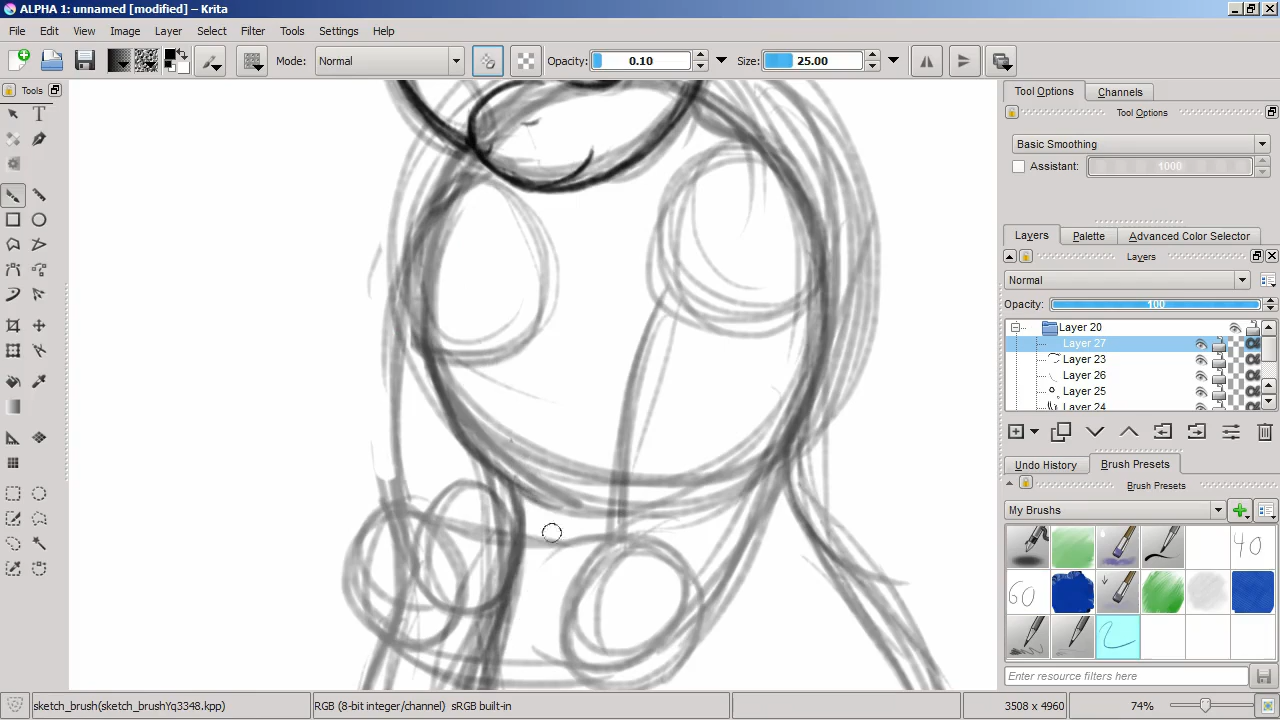 ALPHA 1: unnamed [modified] – Krita
File Edit View Image Layer Select Filter Tools Settings Help
Mode: Normal Opacity: 0.10 Size: 25.00
Tools
Tool Options Channels
Tool Options
Basic Smoothing
Assistant: 1000
Layers Palette Advanced Color Selector
Layers
Normal
Opacity: 100
Layer 20
Layer 27
Layer 23
Layer 26
Layer 25
Layer 24
Undo History Brush Presets
Brush Presets
My Brushes
40
60
Enter resource filters here
sketch_brush(sketch_brushYq3348.kpp) RGB (8-bit integer/channel) sRGB built-in 3508 x 4960 74%